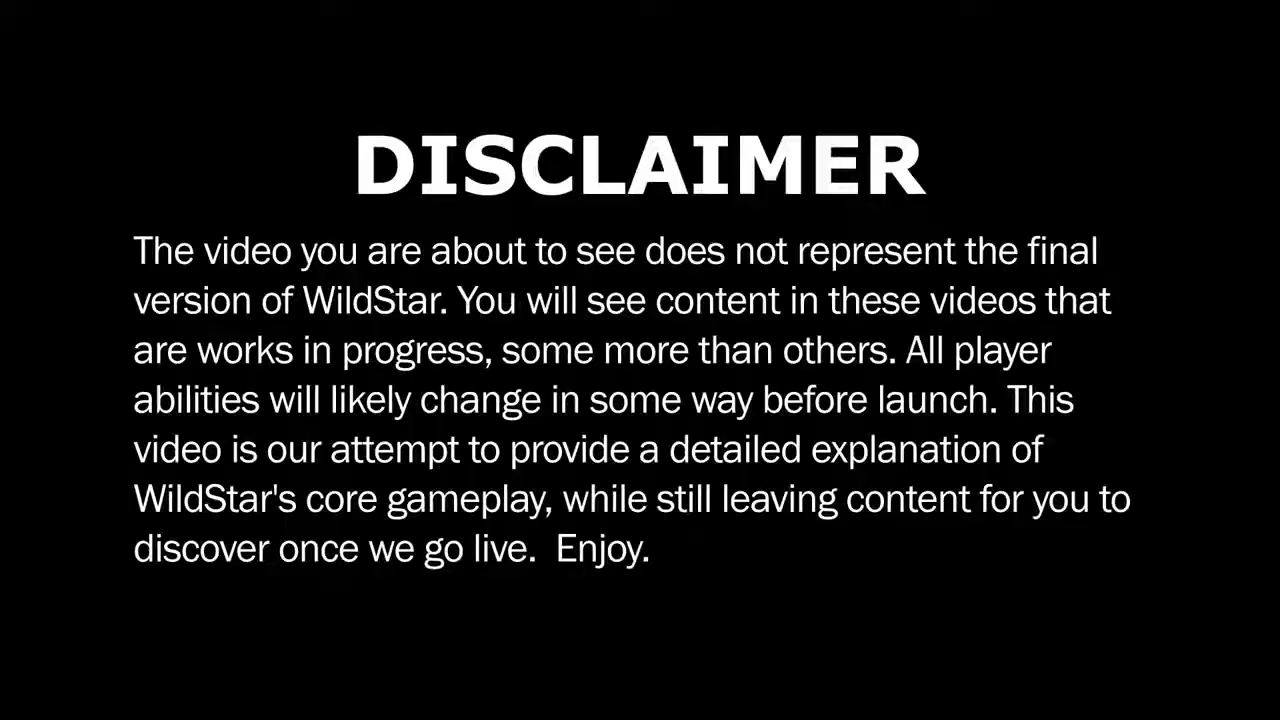 DISCLAIMER
The video you are about to see does not represent the final
version of WildStar. You will see content in these videos that
are works in progress, some more than others. All player
abilities will likely change in some way before launch. This
video is our attempt to provide a detailed explanation of
WildStar's core gameplay, while still leaving content for you to
discover once we go live.  Enjoy.